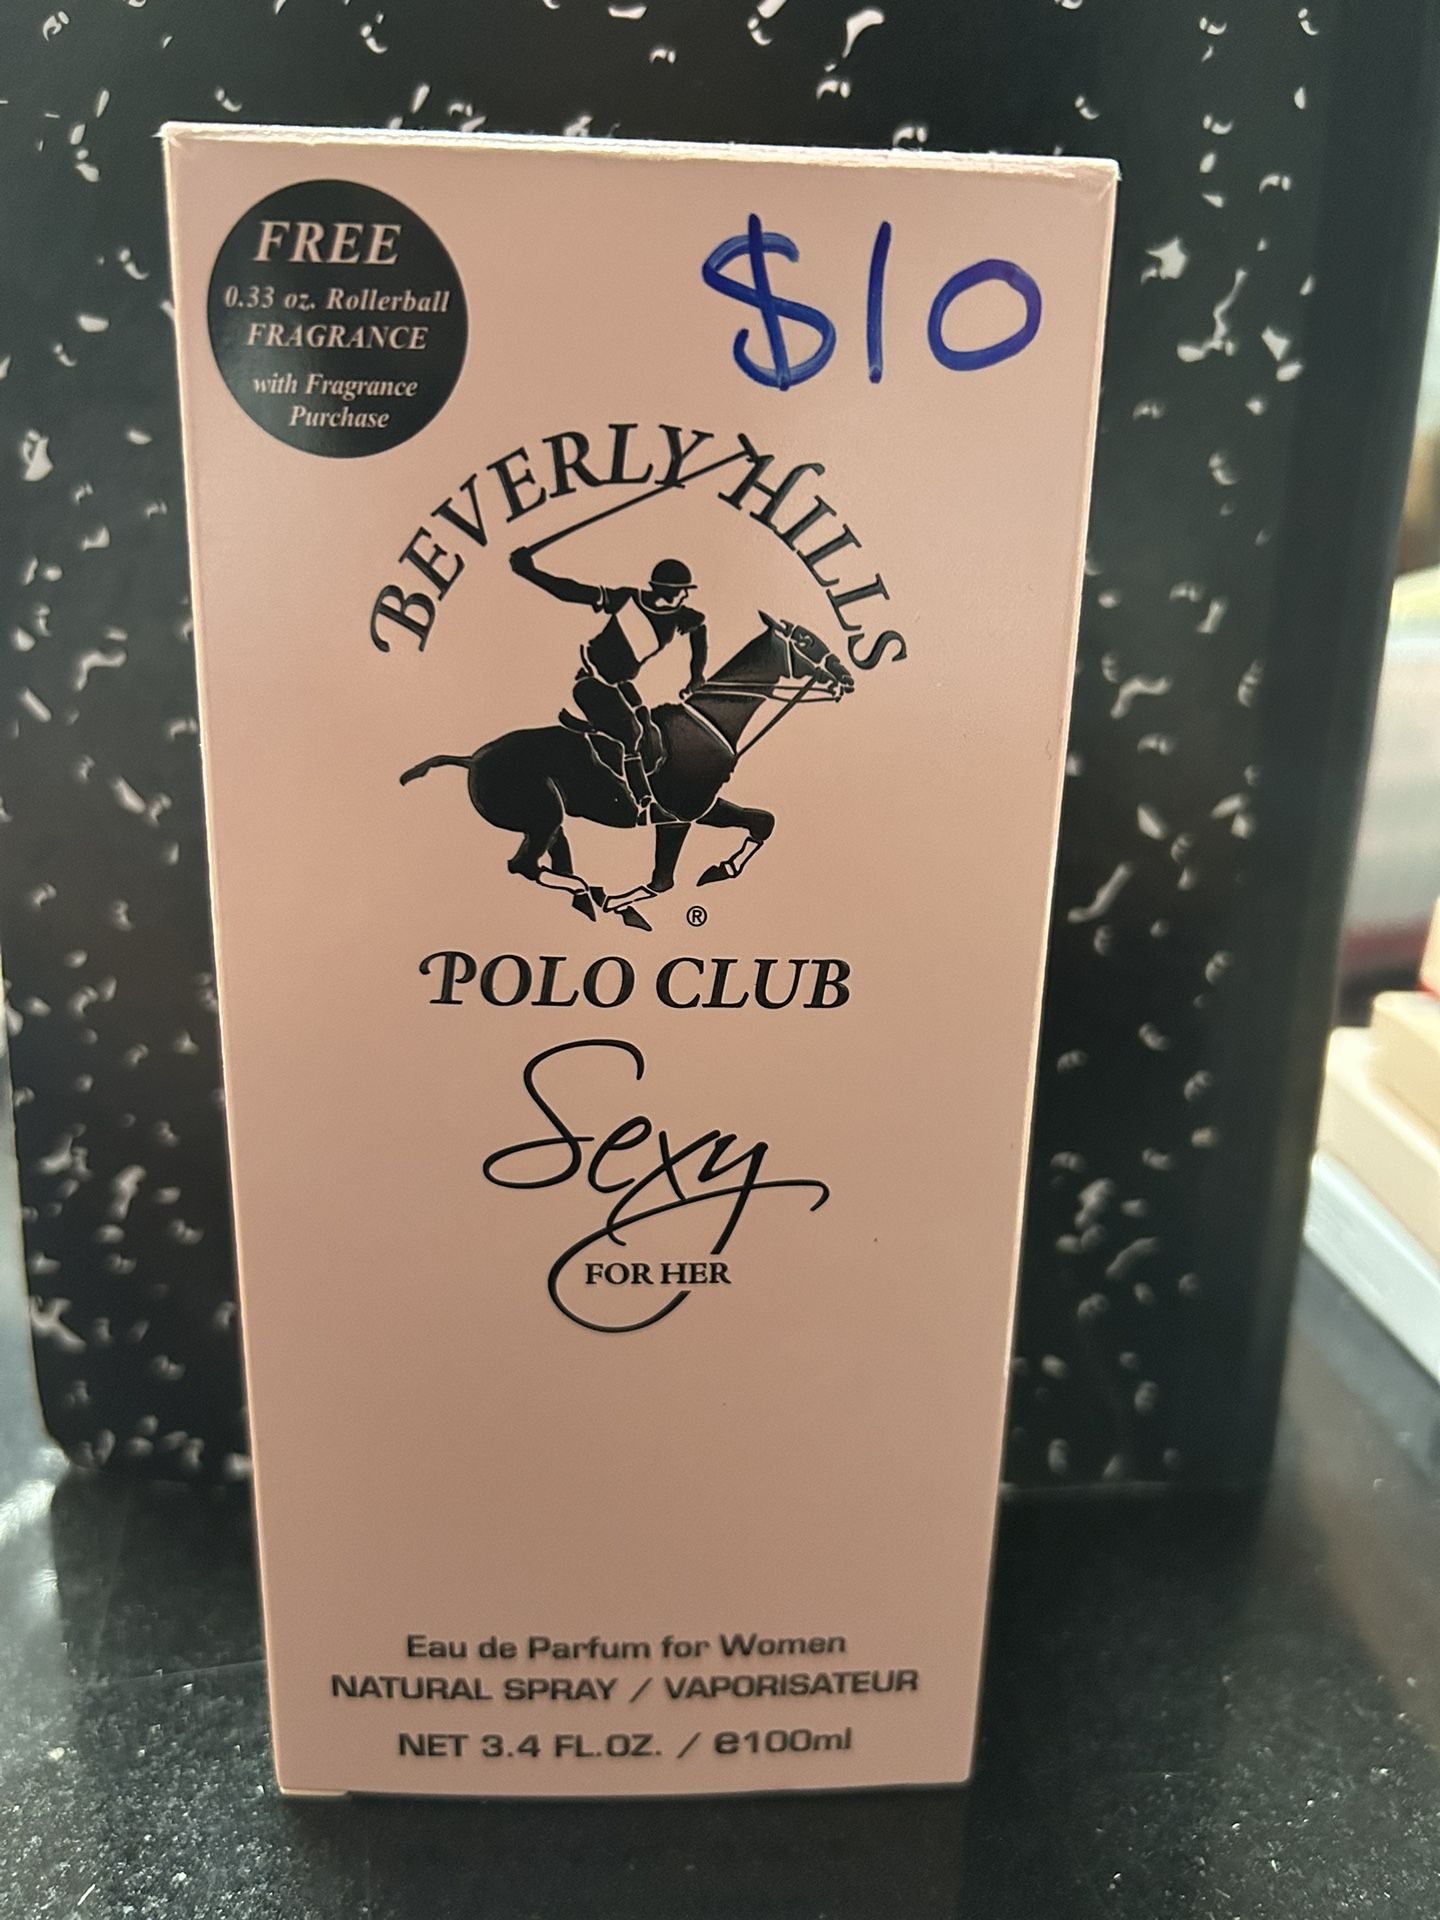 FREE
0.33 oz. Rollerball
FRAGRANCE
with Fragrance
Purchase
$10
BEVERLY HILLS
®
POLO CLUB
Sexy
FOR HER
Eau de Parfum for Women
NATURAL SPRAY / VAPORISATEUR
NET 3.4 FL.OZ. / e100ml